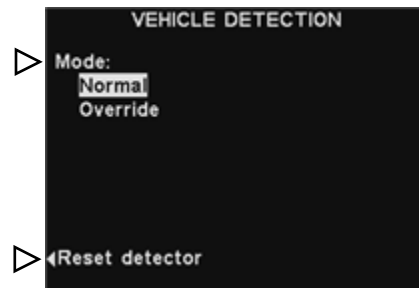 VEHICLE DETECTION
Mode:
Normal
Override
Reset detector